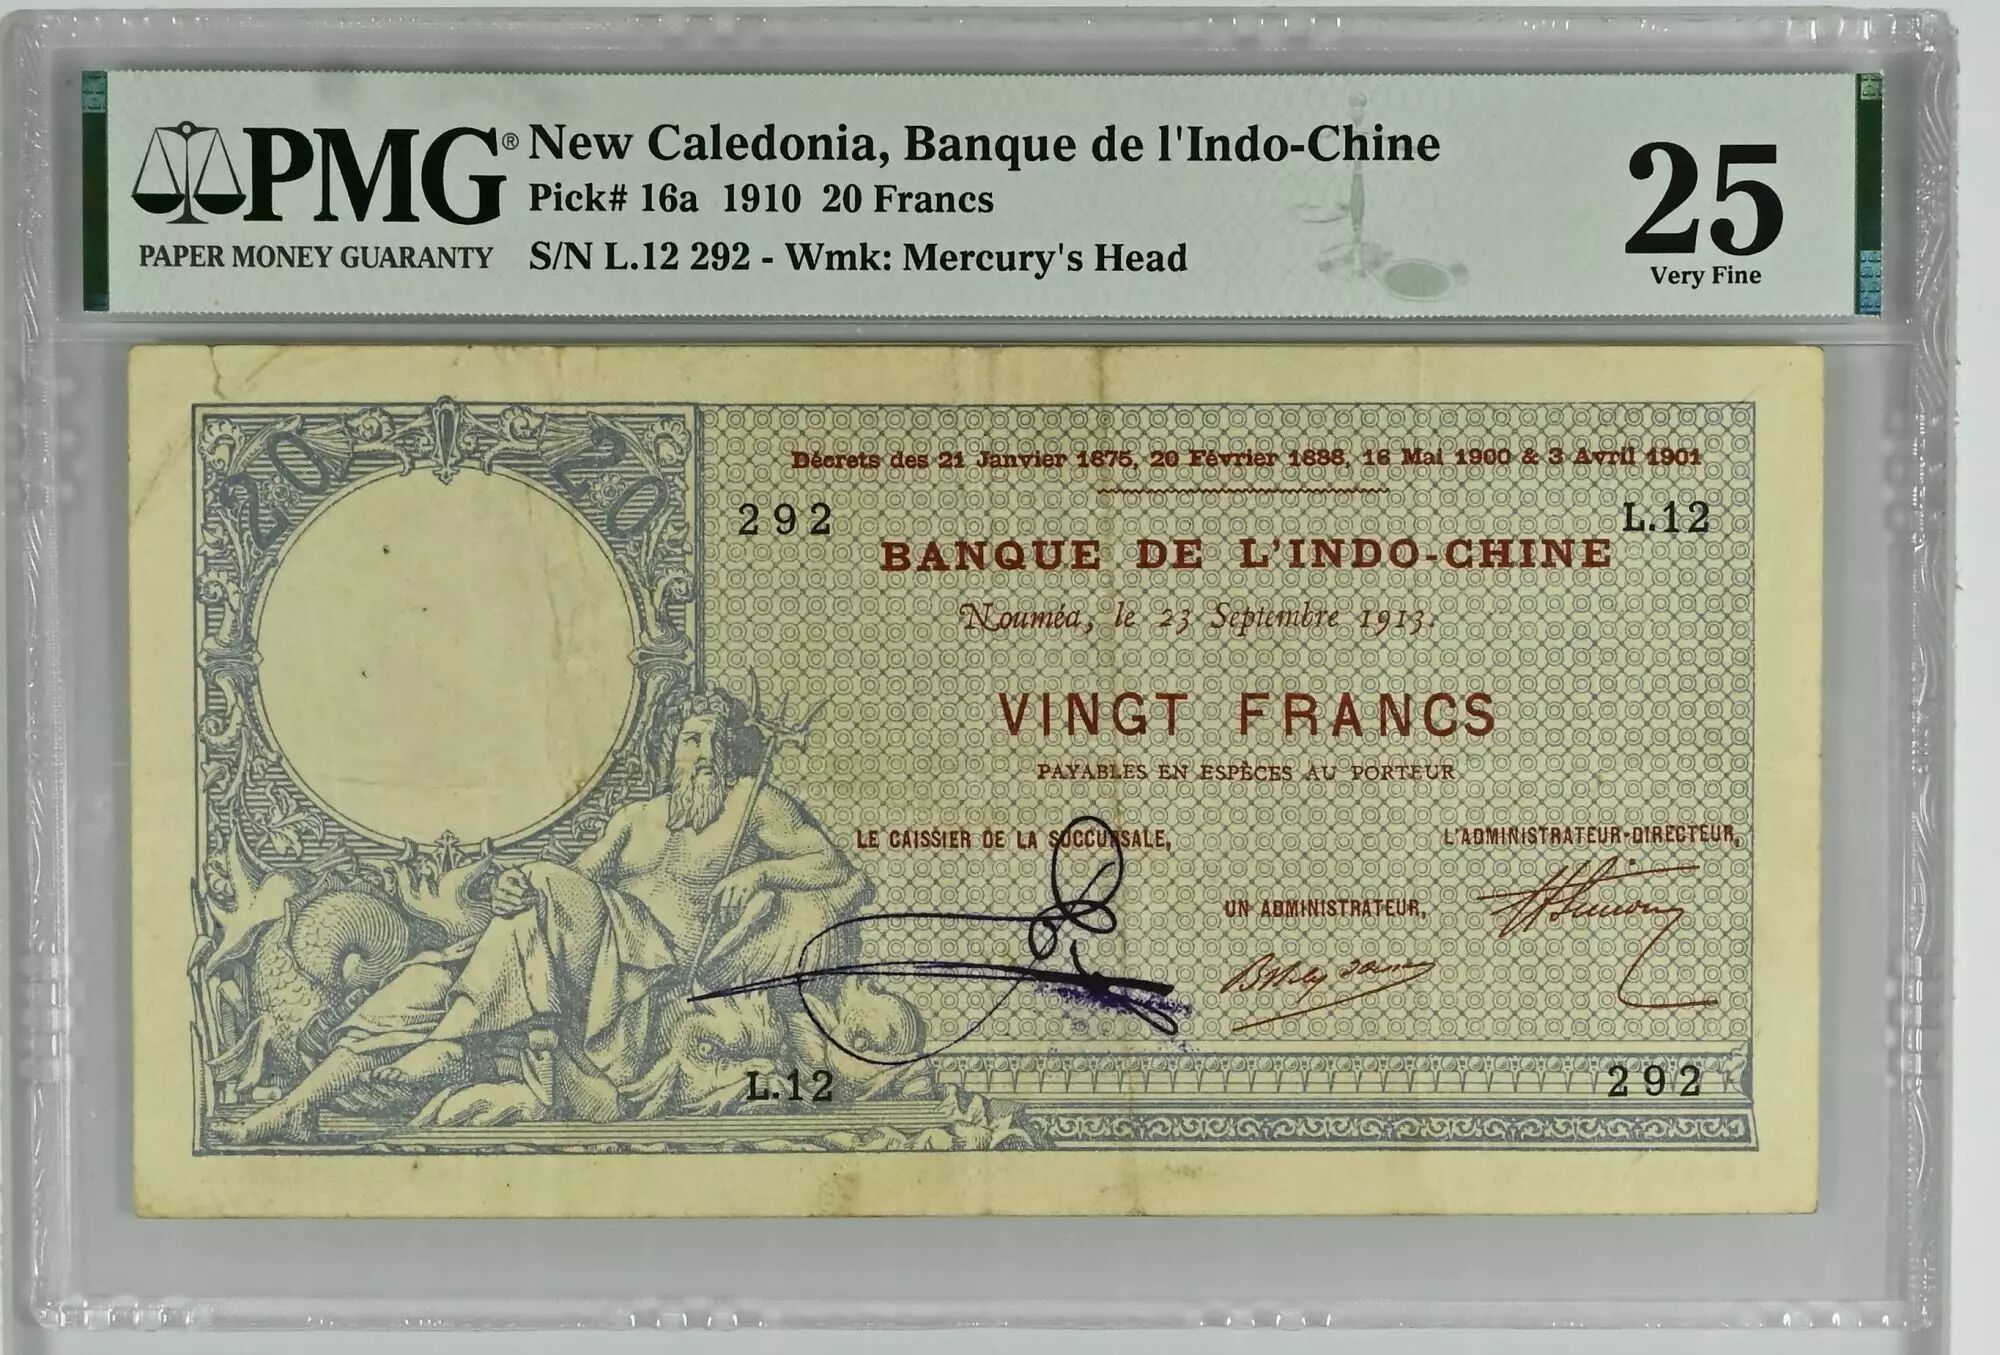 PMG®
PAPER MONEY GUARANTY
New Caledonia, Banque de l'Indo-Chine
Pick# 16a 1910 20 Francs
S/N L.12 292 - Wmk: Mercury's Head
25
Very Fine
20 20
Décrets des 21 Janvier 1875, 20 Février 1888, 16 Mai 1900 & 3 Avril 1901
292 L.12
BANQUE DE L'INDO-CHINE
Nouméa, le 23 Septembre 1913.
VINGT FRANCS
PAYABLES EN ESPÈCES AU PORTEUR
LE CAISSIER DE LA SUCCURSALE,
L'ADMINISTRATEUR-DIRECTEUR,
UN ADMINISTRATEUR,
L.12 292